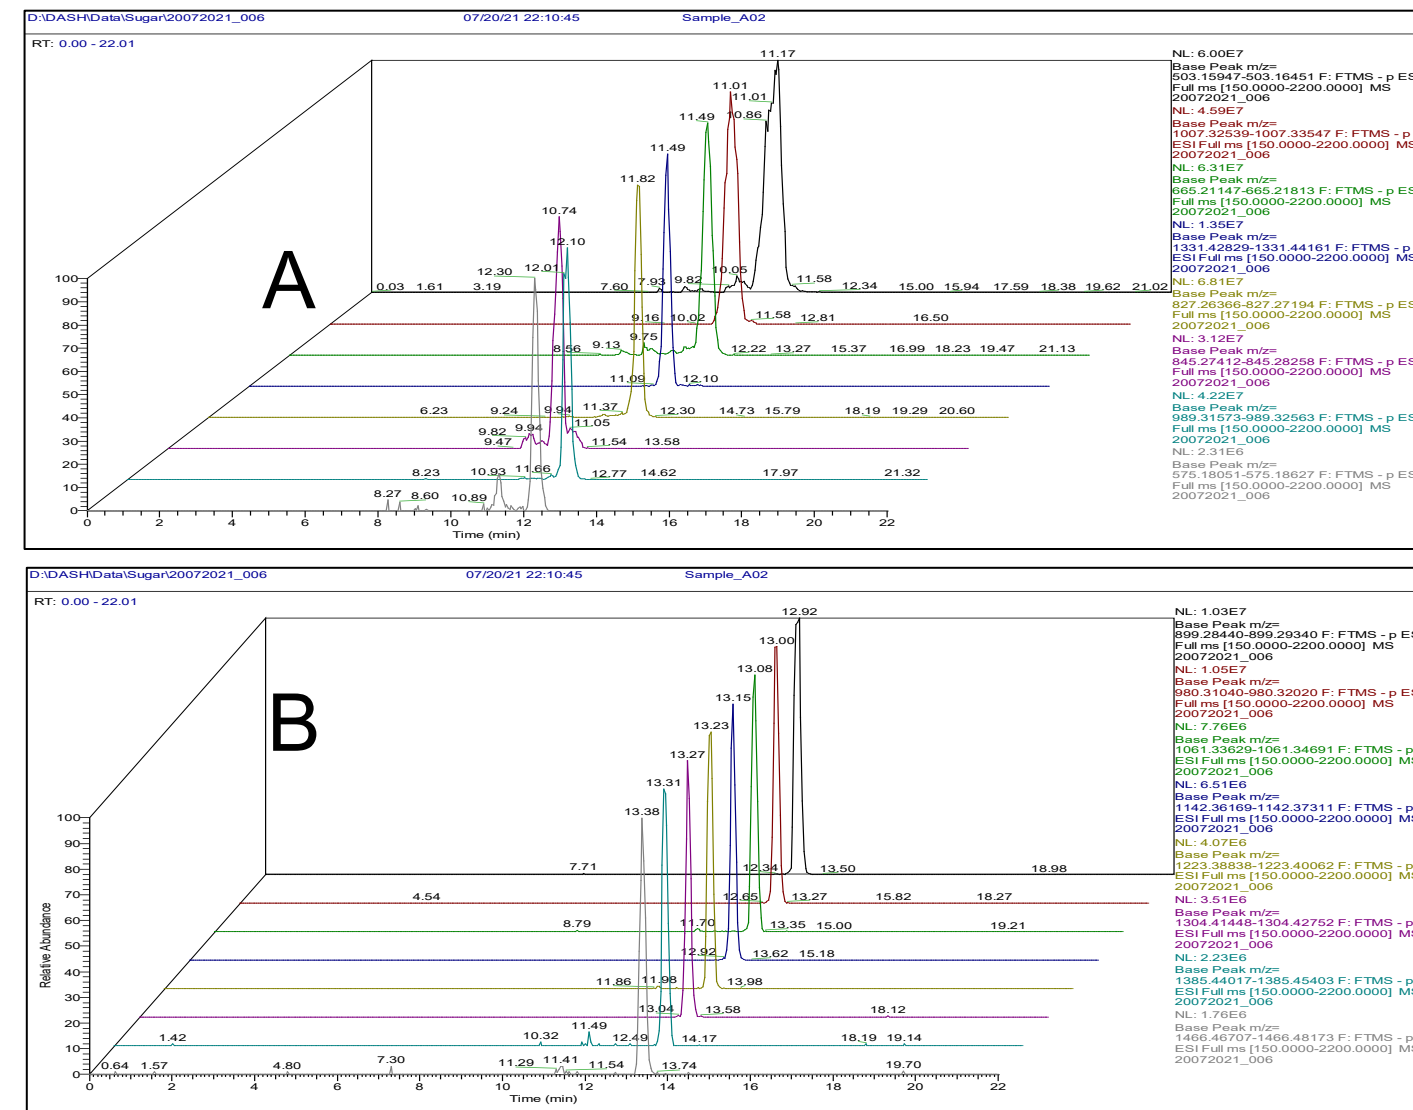 D:\DASH\Data\Sugar\20072021_006 07/20/21 22:10:45 Sample_A02
RT: 0.00 - 22.01
A
11.17
11.01
11.01
10.86
11.49
11.49
11.82
10.74
12.10
12.30 12.01
0.03 1.61 3.19 7.60 7.93 9.82 10.05 11.58 12.34 15.00 15.94 17.59 18.38 19.62 21.02
9.16 10.02 11.58 12.81 16.50
8.56 9.13 9.75 12.22 13.27 15.37 16.99 18.23 19.47 21.13
11.09 12.10
6.23 9.24 9.94 11.37 12.30 14.73 15.79 18.19 19.29 20.60
9.47 9.82 9.94 11.05 11.54 13.58
8.23 10.93 11.66 12.77 14.62 17.97 21.32
8.27 8.60 10.89
100
90
80
70
60
50
40
30
20
10
0
0 2 4 6 8 10 12 14 16 18 20 22
Time (min)
NL: 6.00E7
Base Peak m/z=
503.15947-503.16451 F: FTMS - p ES
Full ms [150.0000-2200.0000] MS
20072021_006
NL: 4.59E7
Base Peak m/z=
1007.32539-1007.33547 F: FTMS - p
ESI Full ms [150.0000-2200.0000] MS
20072021_006
NL: 6.31E7
Base Peak m/z=
665.21147-665.21813 F: FTMS - p ES
Full ms [150.0000-2200.0000] MS
20072021_006
NL: 1.35E7
Base Peak m/z=
1331.42829-1331.44161 F: FTMS - p
ESI Full ms [150.0000-2200.0000] MS
20072021_006
NL: 6.81E7
Base Peak m/z=
827.26366-827.27194 F: FTMS - p ES
Full ms [150.0000-2200.0000] MS
20072021_006
NL: 3.12E7
Base Peak m/z=
845.27412-845.28258 F: FTMS - p ES
Full ms [150.0000-2200.0000] MS
20072021_006
NL: 4.22E7
Base Peak m/z=
989.31573-989.32563 F: FTMS - p ES
Full ms [150.0000-2200.0000] MS
20072021_006
NL: 2.31E6
Base Peak m/z=
575.18051-575.18627 F: FTMS - p ES
Full ms [150.0000-2200.0000] MS
20072021_006
D:\DASH\Data\Sugar\20072021_006 07/20/21 22:10:45 Sample_A02
RT: 0.00 - 22.01
B
12.92
13.00
13.08
13.15
13.23
13.27
13.31
13.38
7.71 12.34 13.50 18.98
4.54 12.65 13.27 15.82 18.27
8.79 11.70 13.35 15.00 19.21
12.92 13.62 15.18
11.86 11.98 13.98
13.04 13.58 18.12
1.42 10.32 11.49 12.49 14.17 18.19 19.14
0.64 1.57 4.80 7.30 11.29 11.41 11.54 13.74 19.70
100
90
80
70
60
50
40
30
20
10
0
Relative Abundance
0 2 4 6 8 10 12 14 16 18 20 22
Time (min)
NL: 1.03E7
Base Peak m/z=
899.28440-899.29340 F: FTMS - p ES
Full ms [150.0000-2200.0000] MS
20072021_006
NL: 1.05E7
Base Peak m/z=
980.31040-980.32020 F: FTMS - p ES
Full ms [150.0000-2200.0000] MS
20072021_006
NL: 7.76E6
Base Peak m/z=
1061.33629-1061.34691 F: FTMS - p
ESI Full ms [150.0000-2200.0000] MS
20072021_006
NL: 6.51E6
Base Peak m/z=
1142.36169-1142.37311 F: FTMS - p
ESI Full ms [150.0000-2200.0000] MS
20072021_006
NL: 4.07E6
Base Peak m/z=
1223.38838-1223.40062 F: FTMS - p
ESI Full ms [150.0000-2200.0000] MS
20072021_006
NL: 3.51E6
Base Peak m/z=
1304.41448-1304.42752 F: FTMS - p
ESI Full ms [150.0000-2200.0000] MS
20072021_006
NL: 2.23E6
Base Peak m/z=
1385.44017-1385.45403 F: FTMS - p
ESI Full ms [150.0000-2200.0000] MS
20072021_006
NL: 1.76E6
Base Peak m/z=
1466.46707-1466.48173 F: FTMS - p
ESI Full ms [150.0000-2200.0000] MS
20072021_006